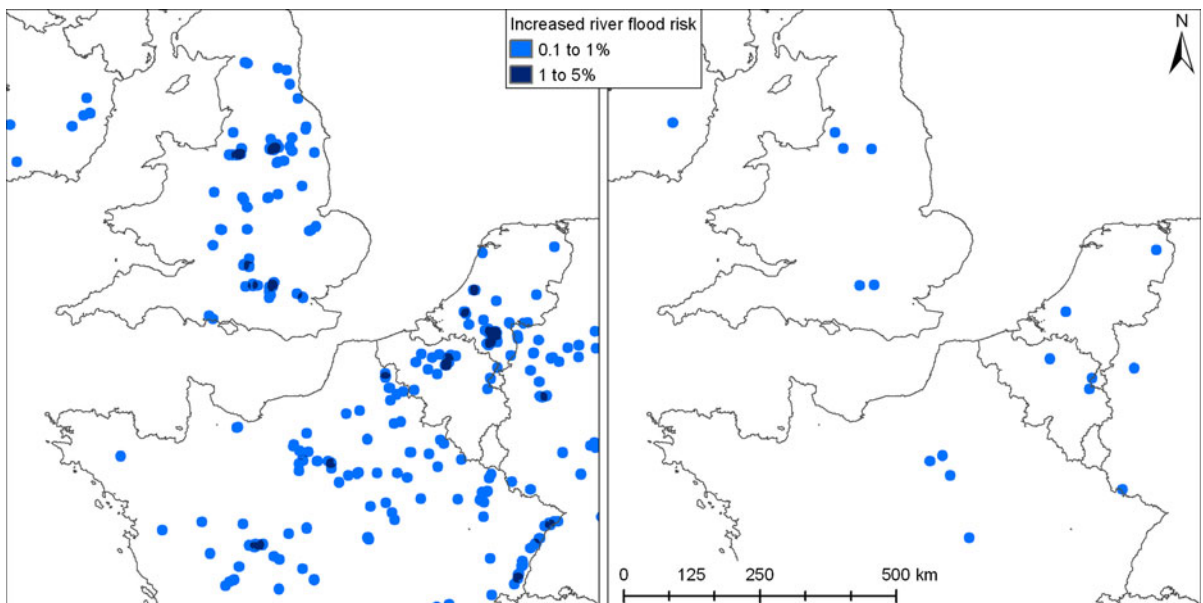 Increased river flood risk
0.1 to 1%
1 to 5%
N
0 125 250 500 km